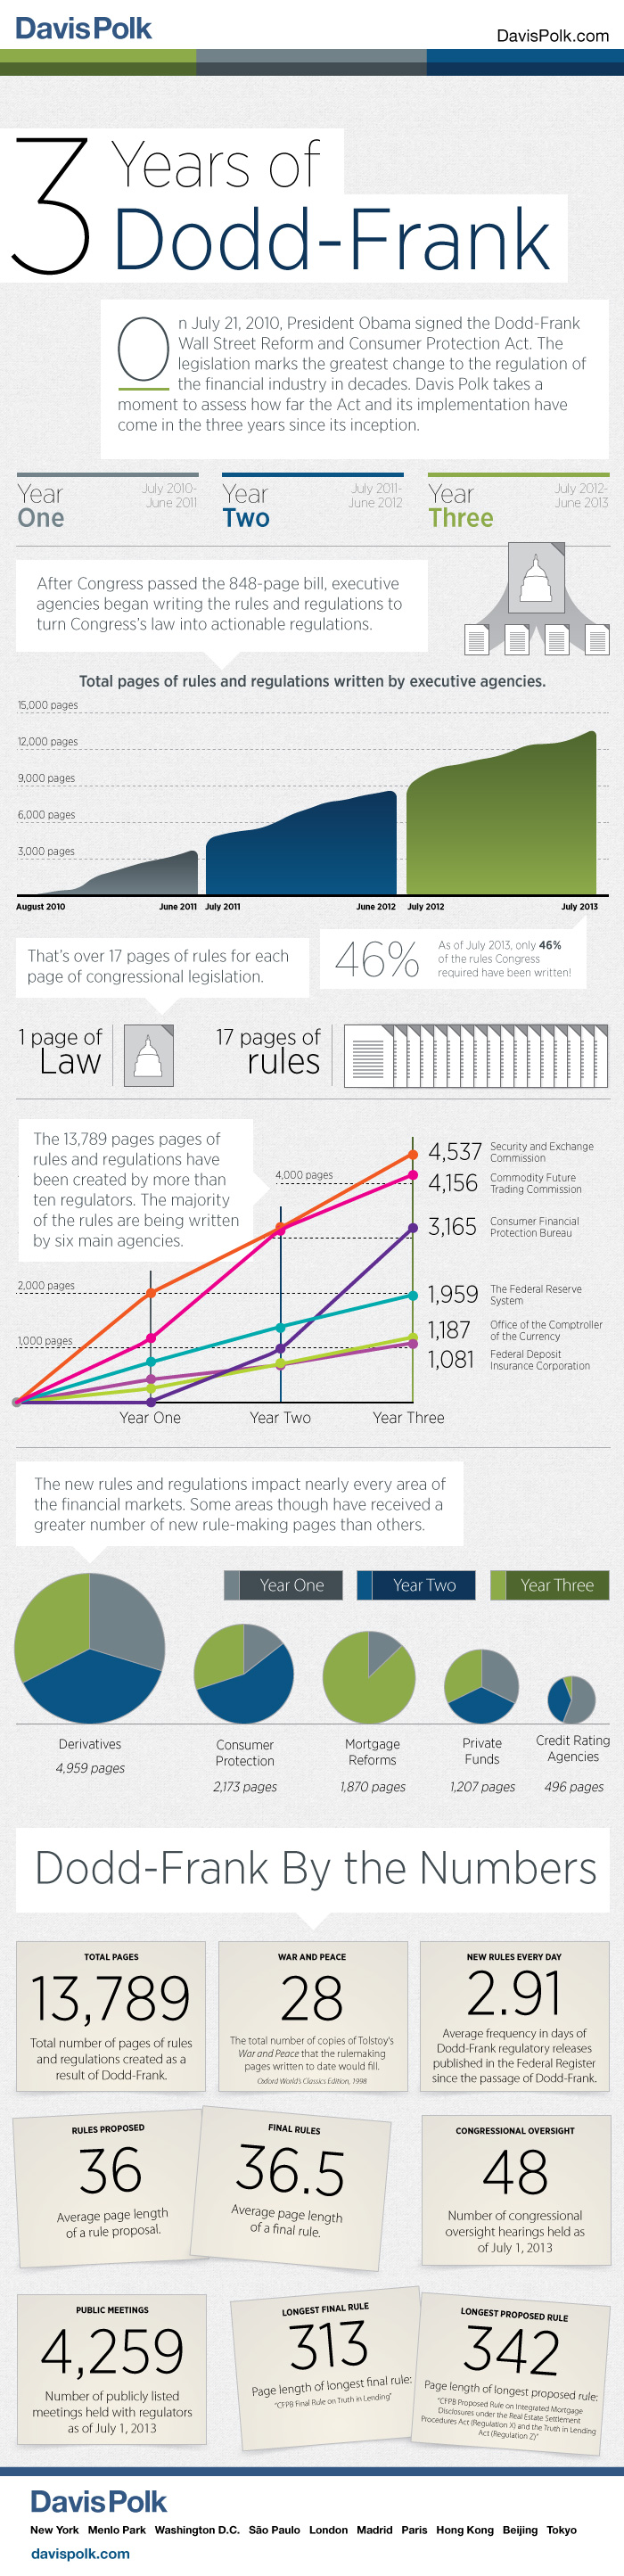 DavisPolk
DavisPolk.com
3 Years of
Dodd-Frank
On July 21, 2010, President Obama signed the Dodd-Frank
Wall Street Reform and Consumer Protection Act. The
legislation marks the greatest change to the regulation of
the financial industry in decades. Davis Polk takes a
moment to assess how far the Act and its implementation have
come in the three years since its inception.
Year
One
July 2010-
June 2011
Year
Two
July 2011-
June 2012
Year
Three
July 2012-
June 2013
After Congress passed the 848-page bill, executive
agencies began writing the rules and regulations to
turn Congress's law into actionable regulations.
Total pages of rules and regulations written by executive agencies.
15,000 pages
12,000 pages
9,000 pages
6,000 pages
3,000 pages
August 2010
June 2011
July 2011
June 2012
July 2012
July 2013
That's over 17 pages of rules for each
page of congressional legislation.
46%
As of July 2013, only 46%
of the rules Congress
required have been written!
1 page of
Law
17 pages of
rules
The 13,789 pages pages of
rules and regulations have
been created by more than
ten regulators. The majority
of the rules are being written
by six main agencies.
4,000 pages
2,000 pages
1,000 pages
4,537
Security and Exchange
Commission
4,156
Commodity Future
Trading Commission
3,165
Consumer Financial
Protection Bureau
1,959
The Federal Reserve
System
1,187
Office of the Comptroller
of the Currency
1,081
Federal Deposit
Insurance Corporation
Year One
Year Two
Year Three
The new rules and regulations impact nearly every area of
the financial markets. Some areas though have received a
greater number of new rule-making pages than others.
Year One
Year Two
Year Three
Derivatives
4,959 pages
Consumer
Protection
2,173 pages
Mortgage
Reforms
1,870 pages
Private
Funds
1,207 pages
Credit Rating
Agencies
496 pages
Dodd-Frank By the Numbers
TOTAL PAGES
13,789
Total number of pages of rules
and regulations created as a
result of Dodd-Frank.
WAR AND PEACE
28
The total number of copies of Tolstoy's
War and Peace that the rulemaking
pages written to date would fill.
Oxford World's Classics Edition, 1998
NEW RULES EVERY DAY
2.91
Average frequency in days of
Dodd-Frank regulatory releases
published in the Federal Register
since the passage of Dodd-Frank.
RULES PROPOSED
36
Average page length
of a rule proposal.
FINAL RULES
36.5
Average page length
of a final rule.
CONGRESSIONAL OVERSIGHT
48
Number of congressional
oversight hearings held as
of July 1, 2013
PUBLIC MEETINGS
4,259
Number of publicly listed
meetings held with regulators
as of July 1, 2013
LONGEST FINAL RULE
313
Page length of longest final rule:
"CFPB Final Rule on Truth in Lending"
LONGEST PROPOSED RULE
342
Page length of longest proposed rule:
"CFPB Proposed Rule on Integrated Mortgage
Disclosures under the Real Estate Settlement
Procedures Act (Regulation X) and the Truth in Lending
Act (Regulation Z)"
DavisPolk
New York Menlo Park Washington D.C. São Paulo London Madrid Paris Hong Kong Beijing Tokyo
davispolk.com